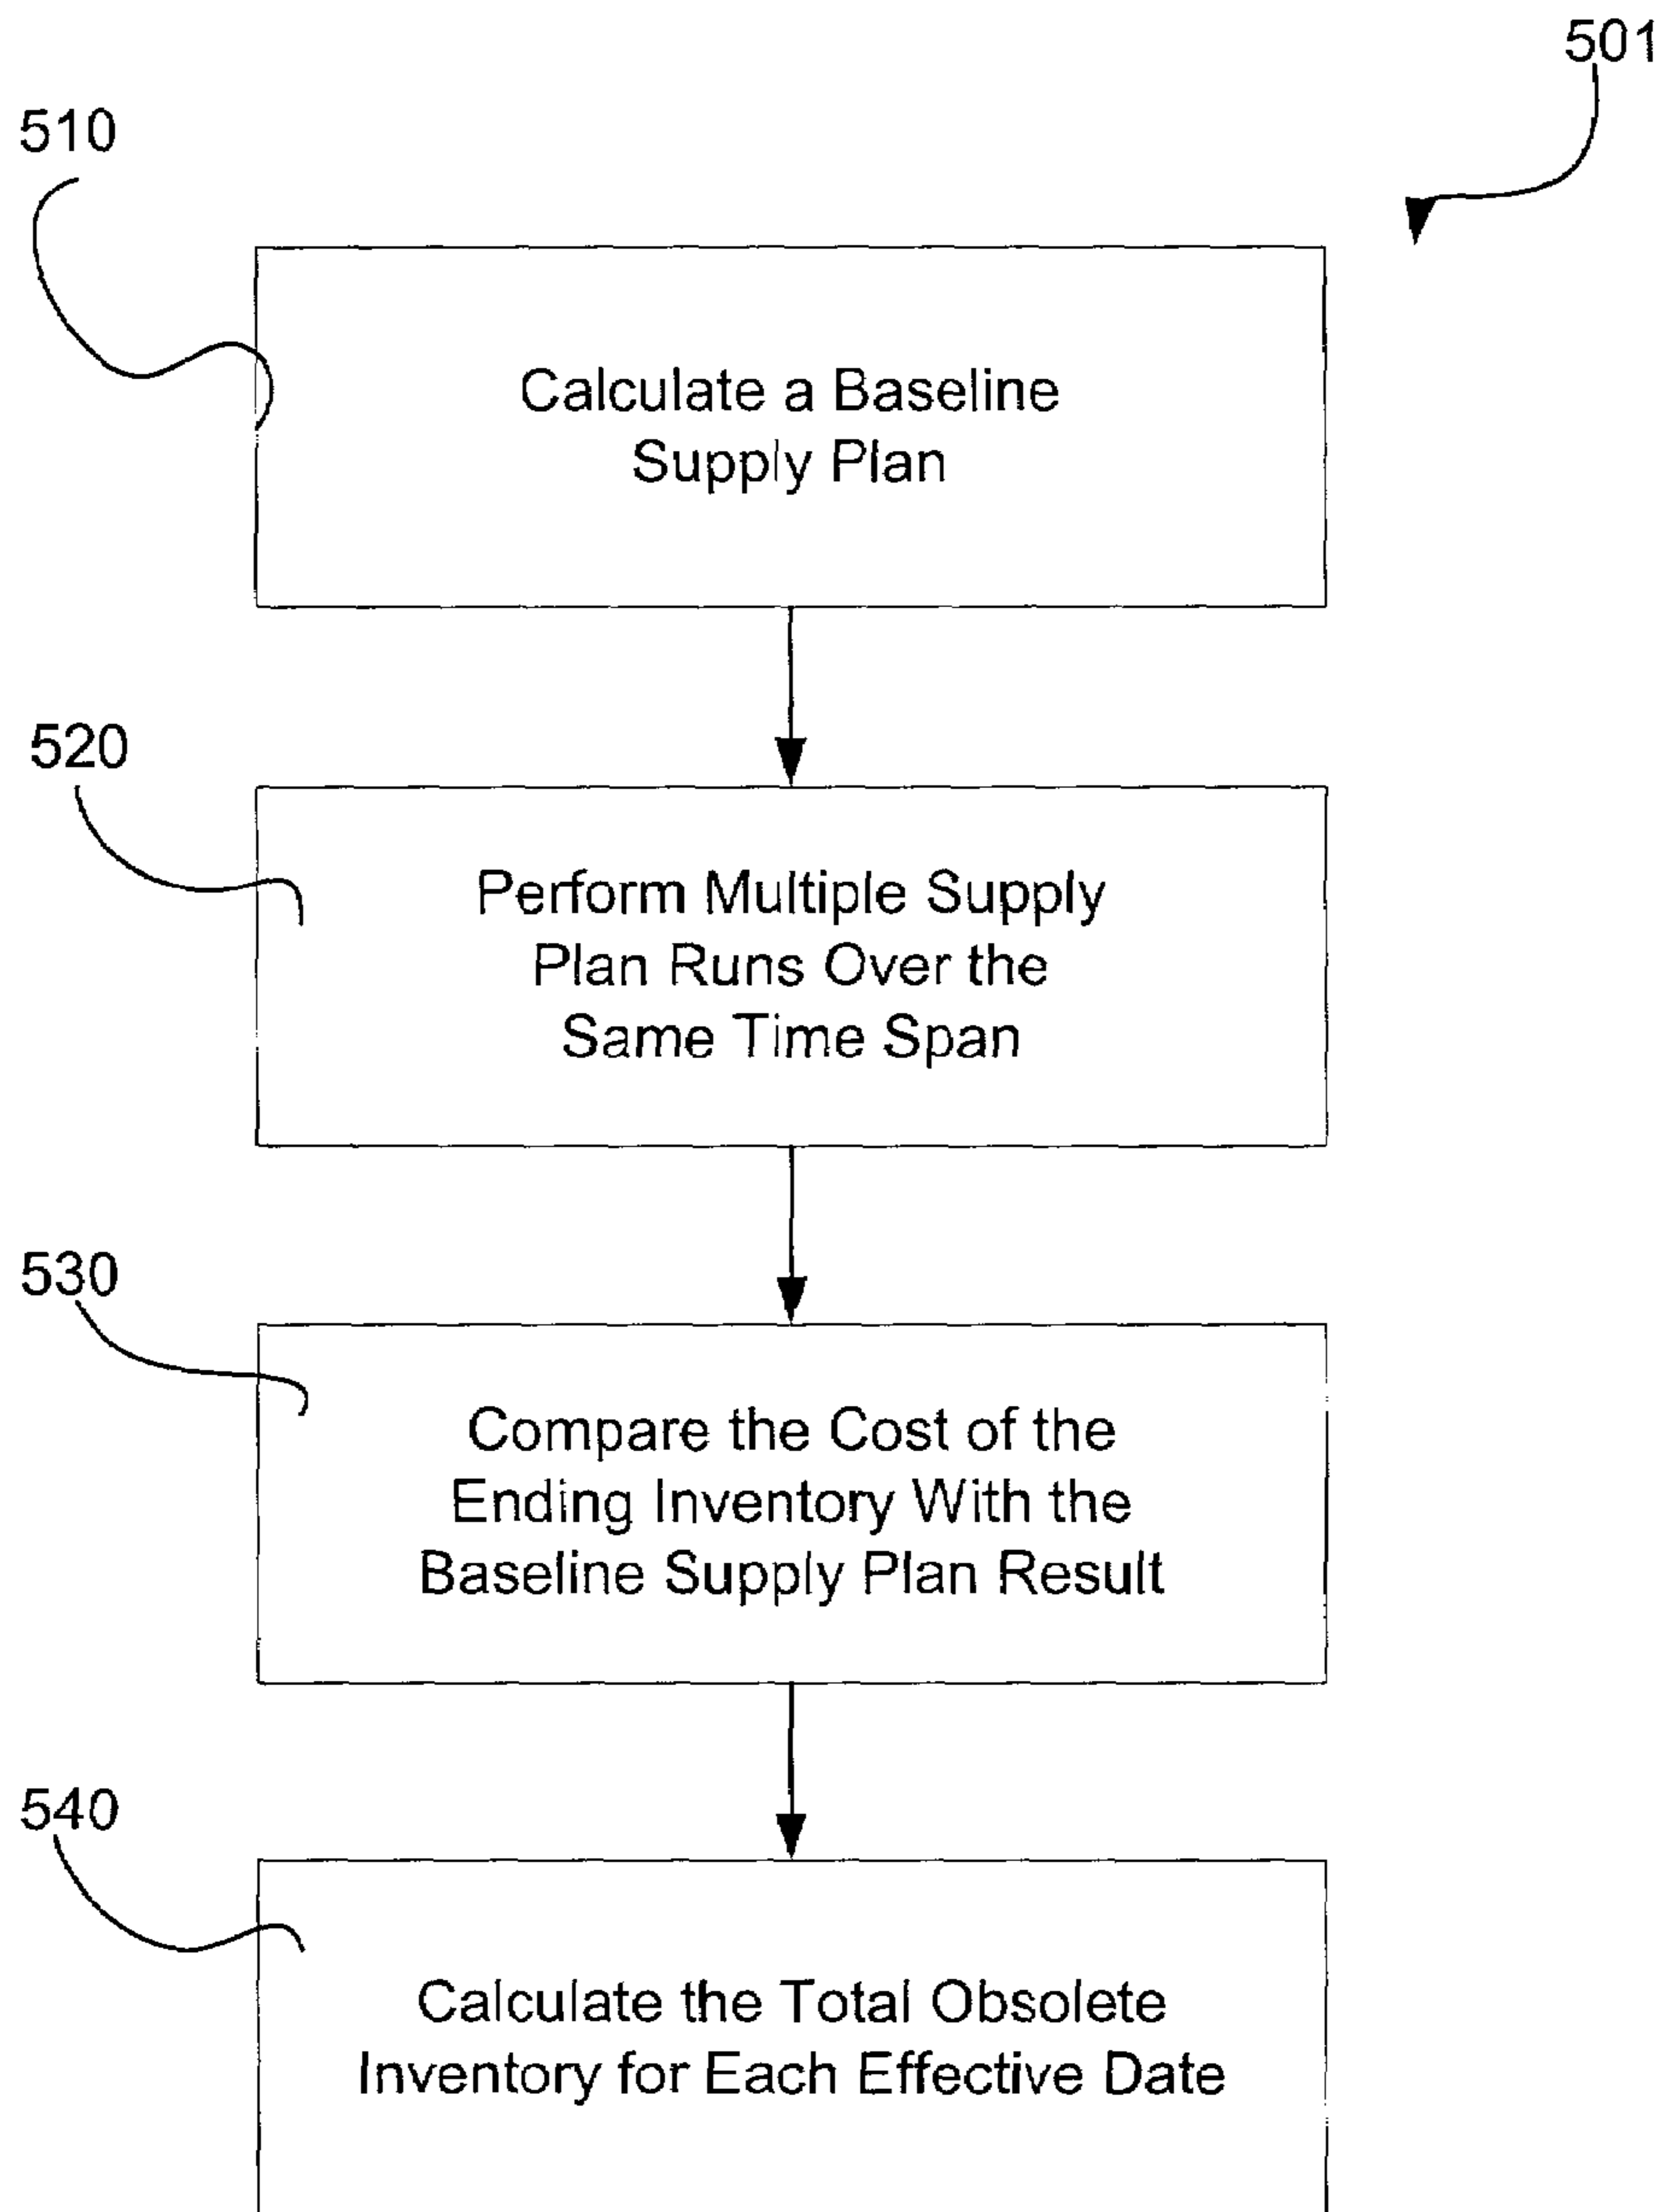 501
510
Calculate a Baseline
Supply Plan
520
Perform Multiple Supply
Plan Runs Over the
Same Time Span
530
Compare the Cost of the
Ending Inventory With the
Baseline Supply Plan Result
540
Calculate the Total Obsolete
Inventory for Each Effective Date